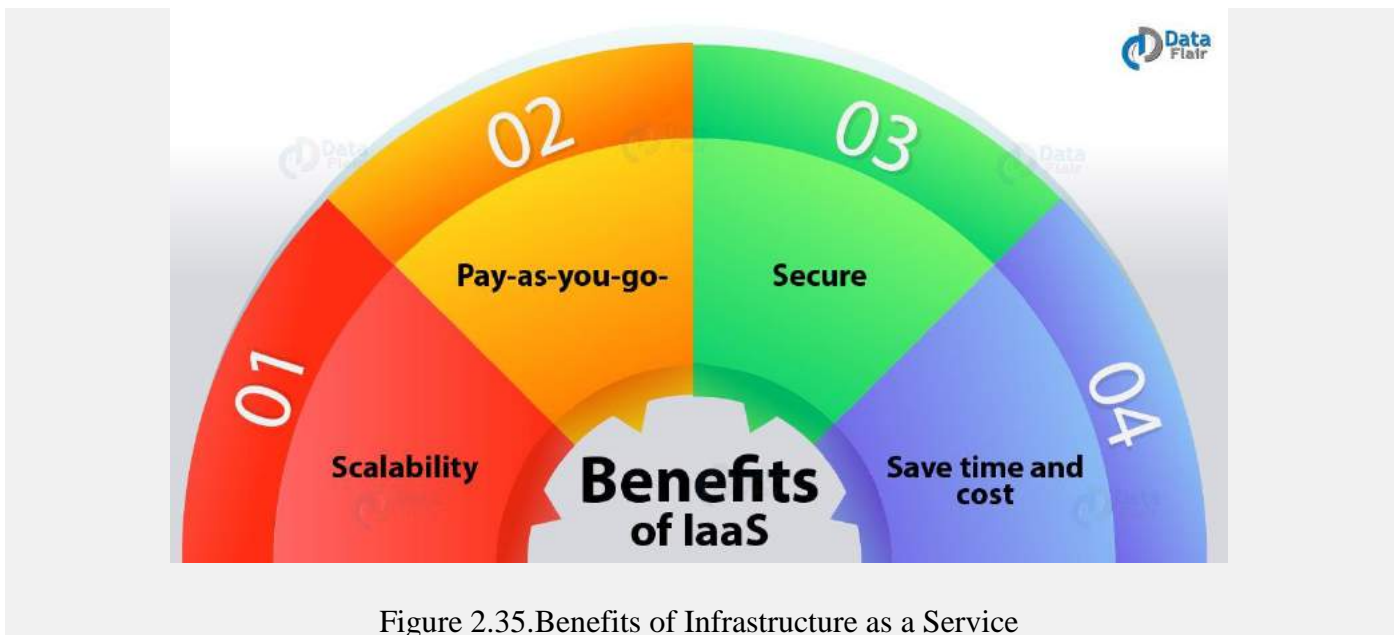 Data
Flair
02
03
Pay-as-you-go-
Secure
01
04
Scalability
Save time and
cost
Benefits
of IaaS
Figure 2.35.Benefits of Infrastructure as a Service